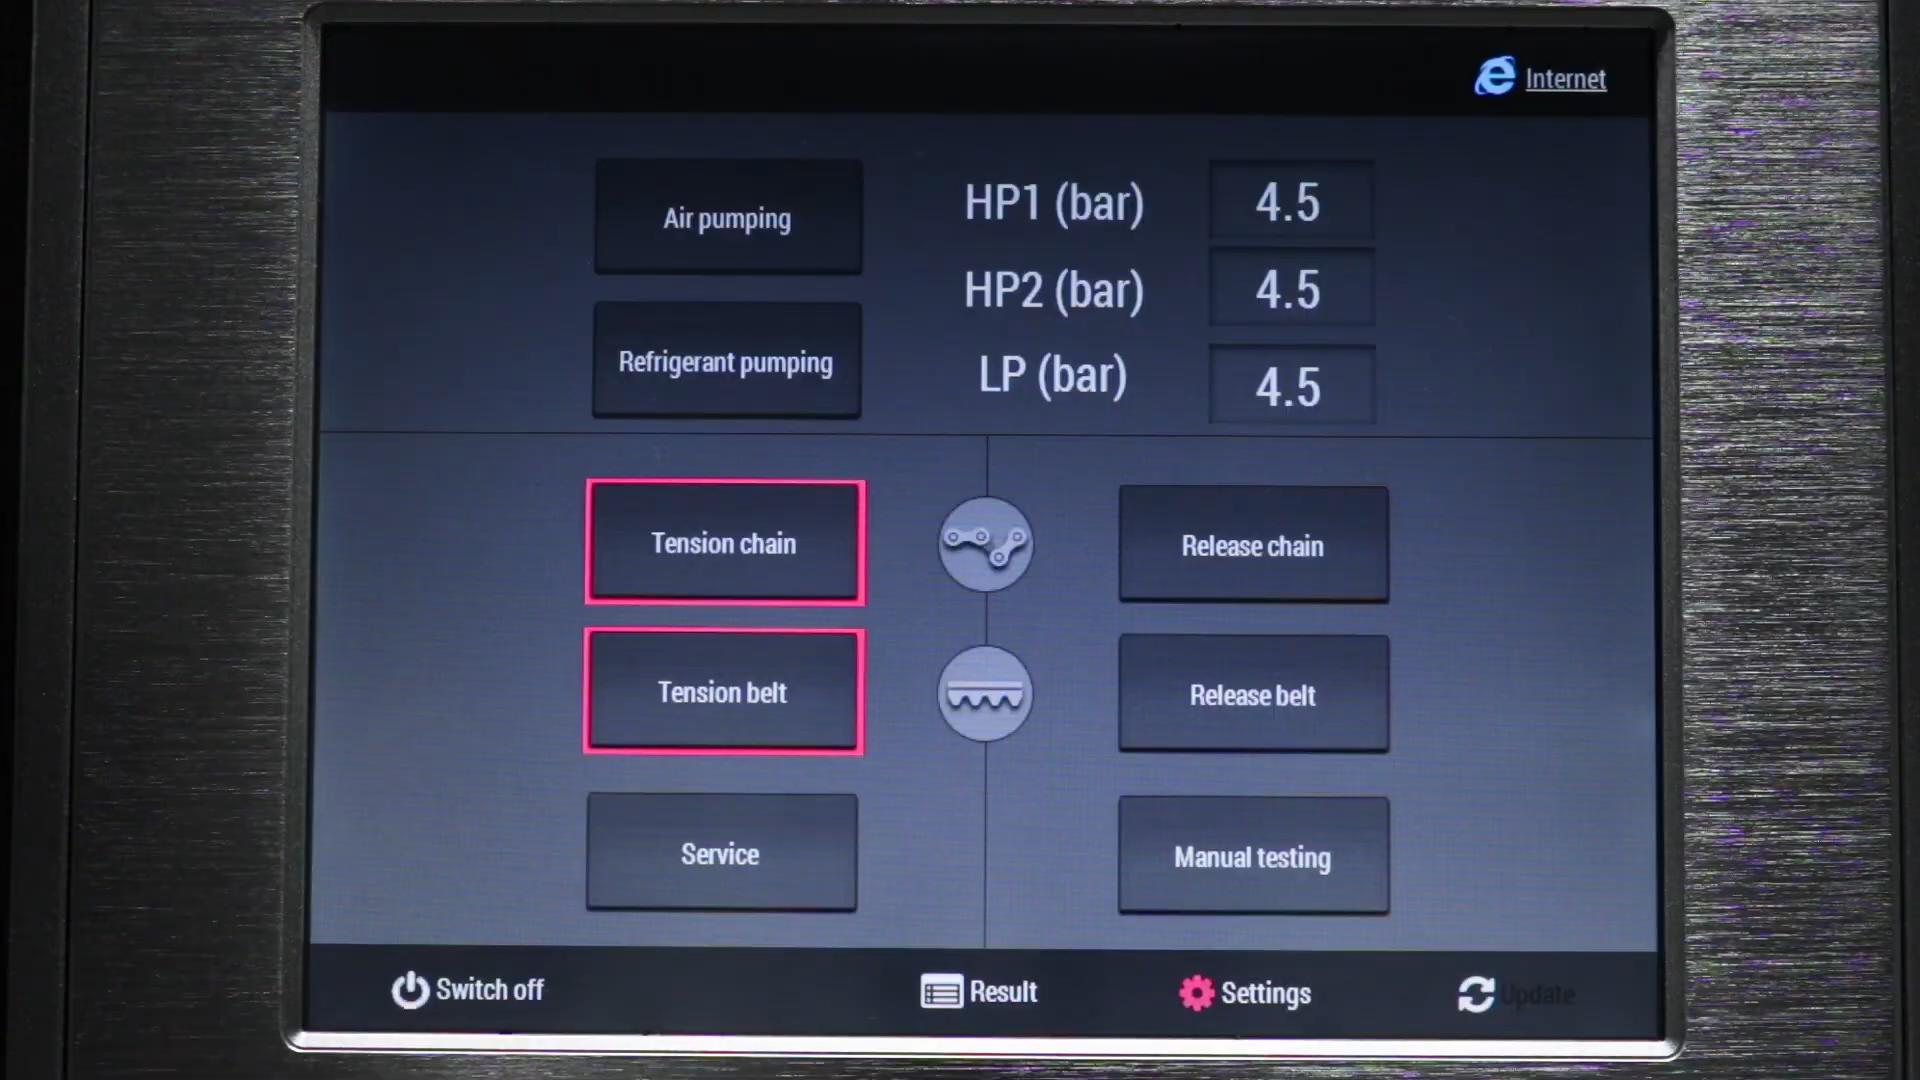 Internet
Air pumping
HP1 (bar) 4.5
HP2 (bar) 4.5
Refrigerant pumping
LP (bar) 4.5
Tension chain
Release chain
Tension belt
Release belt
Service
Manual testing
Switch off
Result
Settings
Update